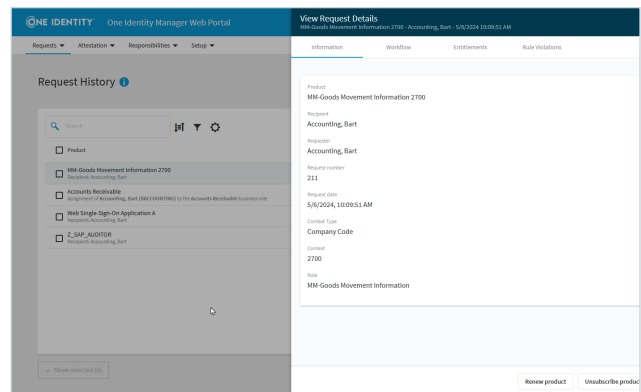 ONE IDENTITY One Identity Manager Web Portal
Requests Attestation Responsibilities Setup
Request History
Search
Product
MM-Goods Movement Information 2700
Recipient: Accounting, Bart
Accounts Receivable
Assignment of Accounting, Bart (BACCOUNTING) to the Accounts Receivable business role
Web Single-Sign-On Application A
Recipient: Accounting, Bart
Z_SAP_AUDITOR
Recipient: Accounting, Bart
Show selected (0)
View Request Details
MM-Goods Movement Information 2700 - Accounting, Bart - 5/6/2024 10:09:51 AM
Information Workflow Entitlements Rule Violations
Product
MM-Goods Movement Information 2700
Recipient
Accounting, Bart
Requester
Accounting, Bart
Request number
211
Request date
5/6/2024, 10:09:51 AM
Context Type
Company Code
Context
2700
Role
MM-Goods Movement Information
Renew product Unsubscribe produc